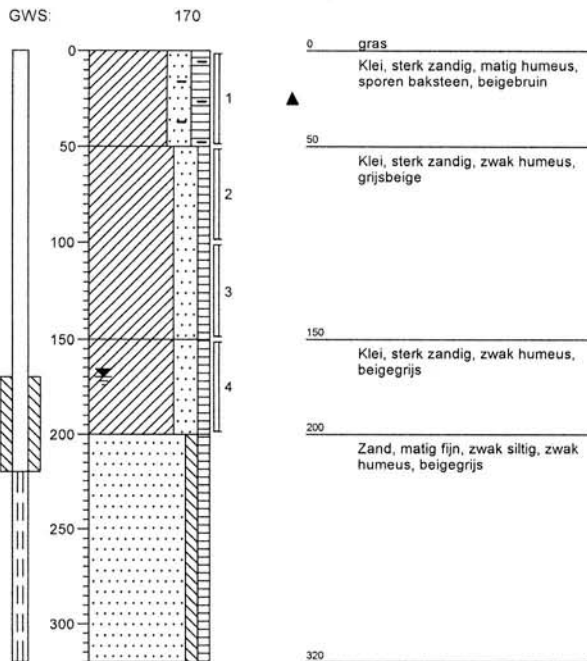 GWS: 170
0
50
100
150
200
250
300
1
2
3
4
0 gras
Klei, sterk zandig, matig humeus,
sporen baksteen, beigebruin
50
Klei, sterk zandig, zwak humeus,
grijsbeige
150
Klei, sterk zandig, zwak humeus,
beigegrijs
200
Zand, matig fijn, zwak siltig, zwak
humeus, beigegrijs
320